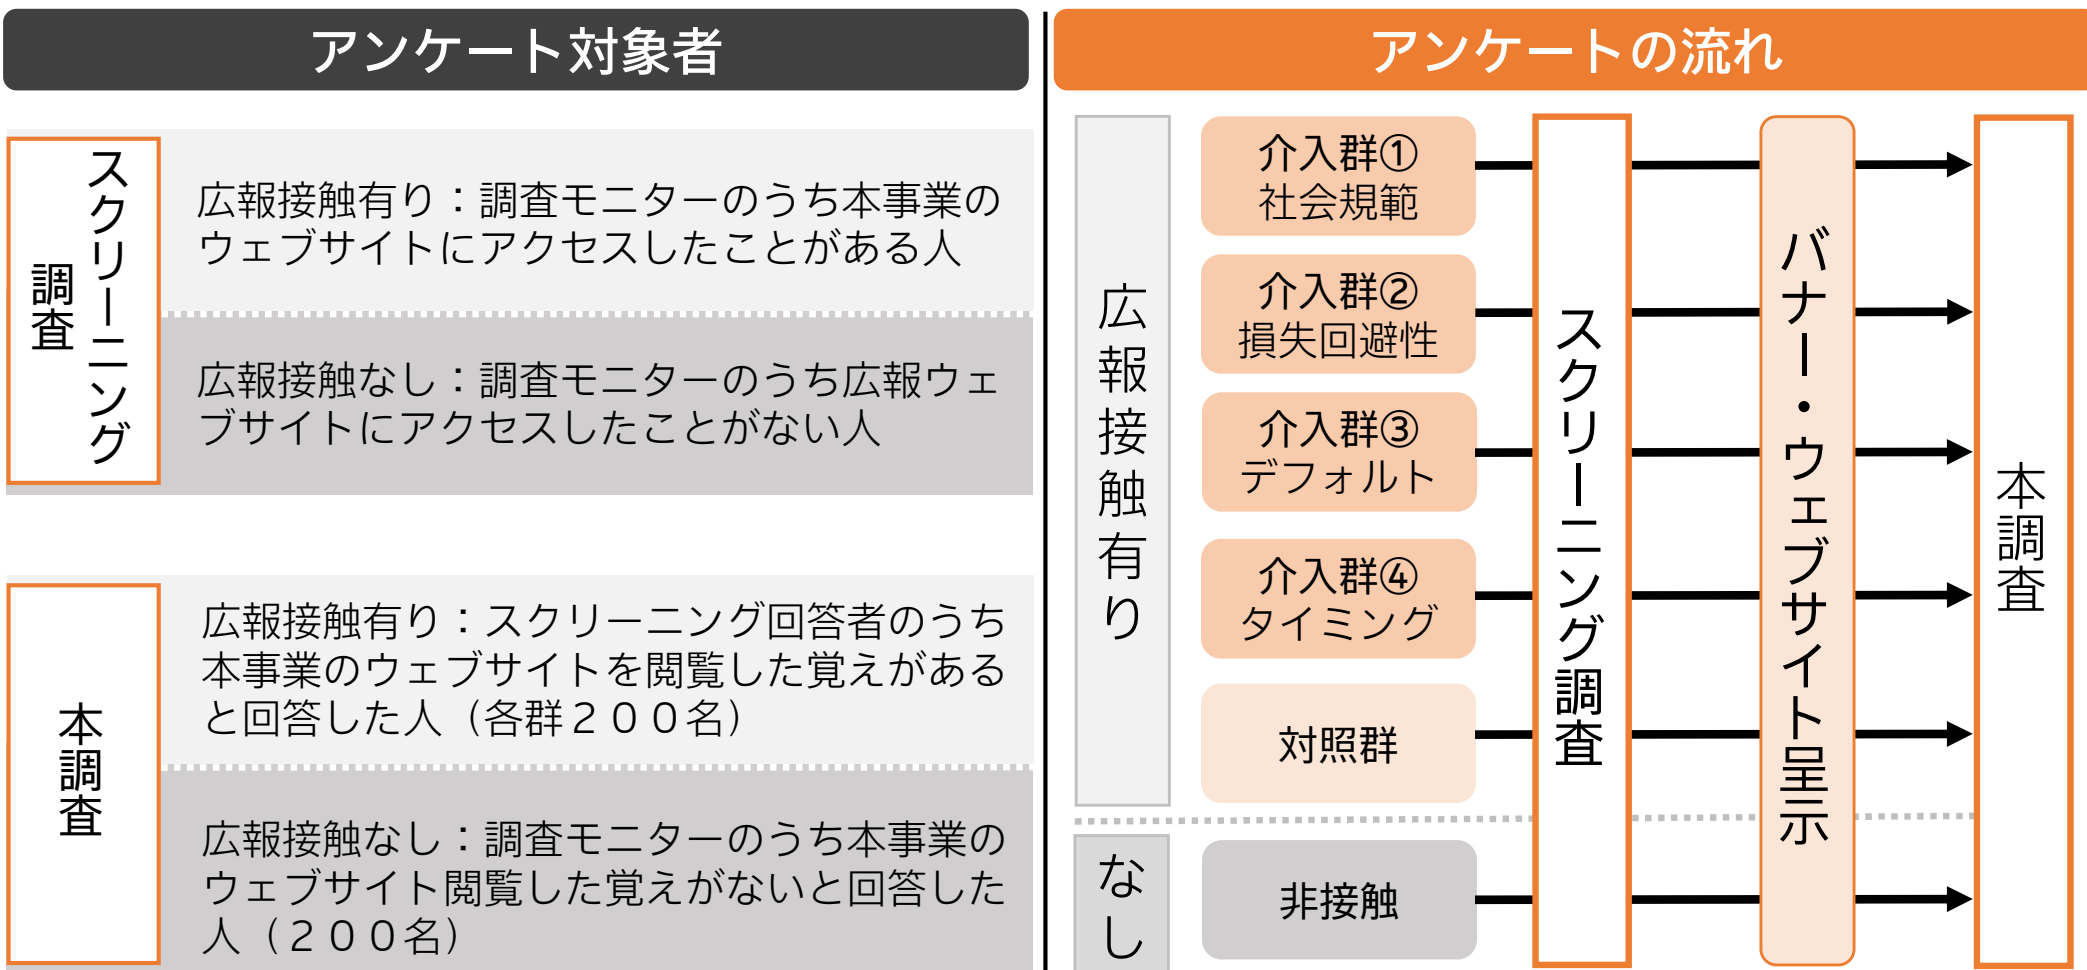 アンケート対象者
スクリーニング
調査
広報接触有り：調査モニターのうち本事業の
ウェブサイトにアクセスしたことがある人
広報接触なし：調査モニターのうち広報ウェ
ブサイトにアクセスしたことがない人
本調査
広報接触有り：スクリーニング回答者のうち
本事業のウェブサイトを閲覧した覚えがある
と回答した人（各群２００名）
広報接触なし：調査モニターのうち本事業の
ウェブサイト閲覧した覚えがないと回答した
人（２００名）
アンケートの流れ
広報接触有り
介入群①
社会規範
介入群②
損失回避性
介入群③
デフォルト
介入群④
タイミング
対照群
なし
非接触
スクリーニング調査
バナー・ウェブサイト呈示
本調査